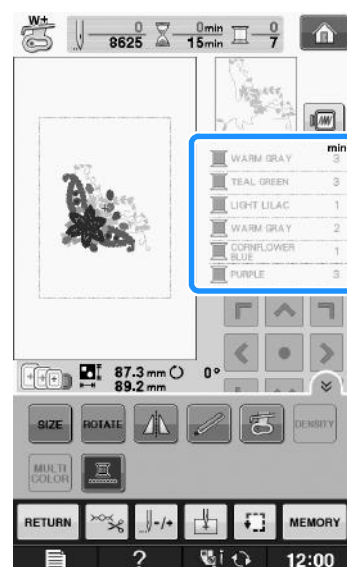 W+
0
8625
0min
15min
0
7
min
WARM GRAY 3
TEAL GREEN 3
LIGHT LILAC 1
WARM GRAY 2
CORNFLOWER
BLUE 1
PURPLE 3
87.3 mm 0°
89.2 mm
SIZE ROTATE DENSITY
MULTI
COLOR
RETURN -/+ MEMORY
? i 12:00